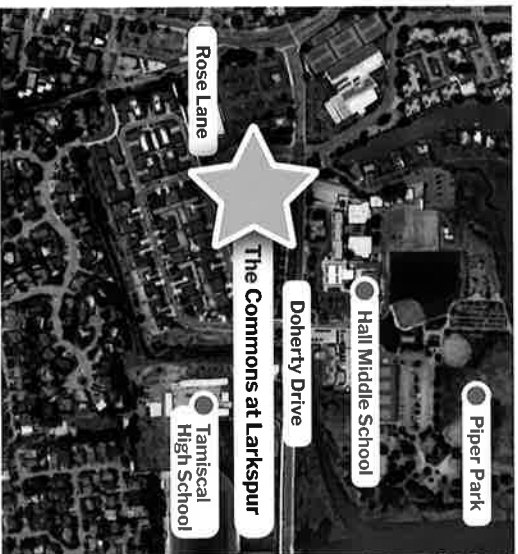 Piper Park
Hall Middle School
Doherty Drive
The Commons at Larkspur
Tamiscal
High School
Rose Lane